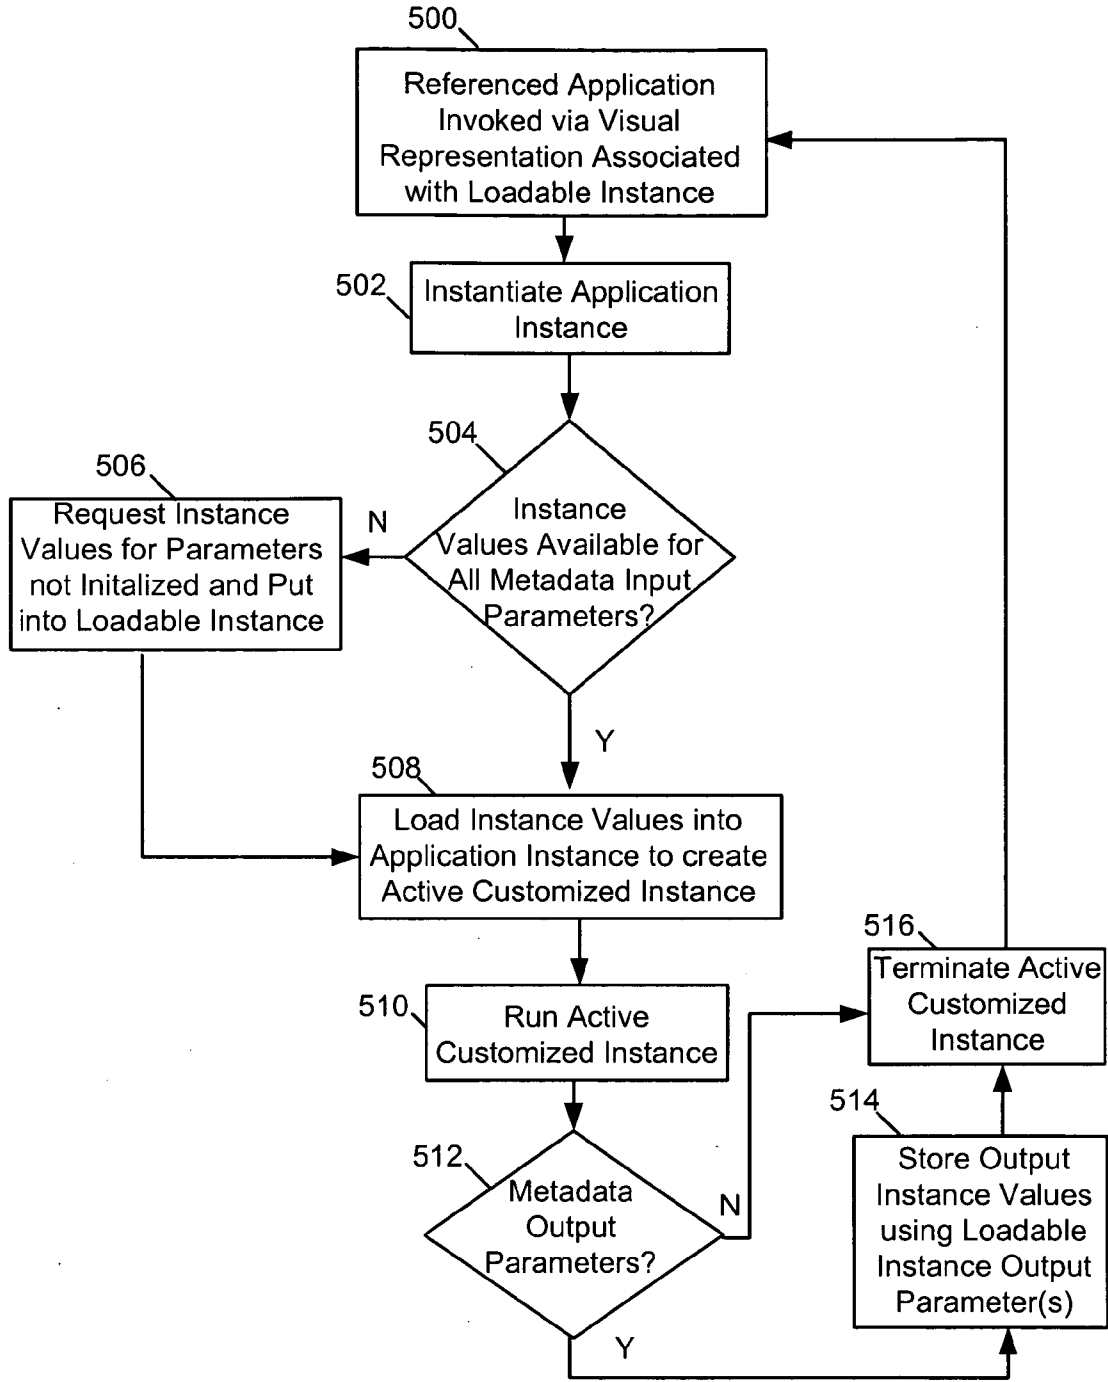 500
Referenced Application
Invoked via Visual
Representation Associated
with Loadable Instance
502
Instantiate Application
Instance
504
Instance
Values Available for
All Metadata Input
Parameters?
N
506
Request Instance
Values for Parameters
not Initalized and Put
into Loadable Instance
Y
508
Load Instance Values into
Application Instance to create
Active Customized Instance
510
Run Active
Customized Instance
512
Metadata
Output
Parameters?
N
Y
516
Terminate Active
Customized
Instance
514
Store Output
Instance Values
using Loadable
Instance Output
Parameter(s)